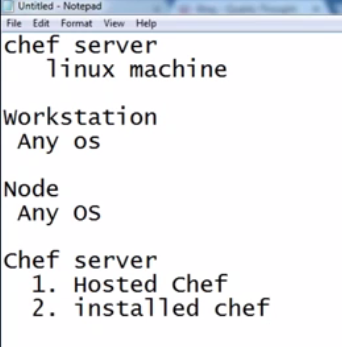 Untitled - Notepad
File Edit Format View Help
chef server
linux machine
Workstation
Any os
Node
Any OS
Chef server
1. Hosted Chef
2. installed chef